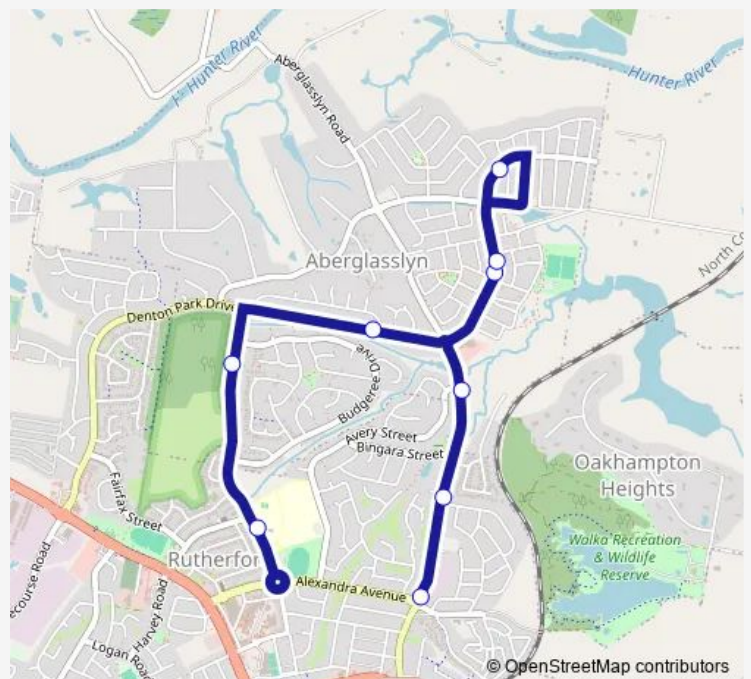 Hunter River
Aberglasslyn Road
Hunter River
Aberglasslyn
North Co
Denton Park Drive
Budgeree Drive
Avery Street
Bingara Street
Oakhampton
Heights
Fairfax Street
Walka Recreation
& Wildlife
Reserve
Rutherfor
Alexandra Avenue
ecourse Road
Harvey Road
Logan Road
© OpenStreetMap contributors